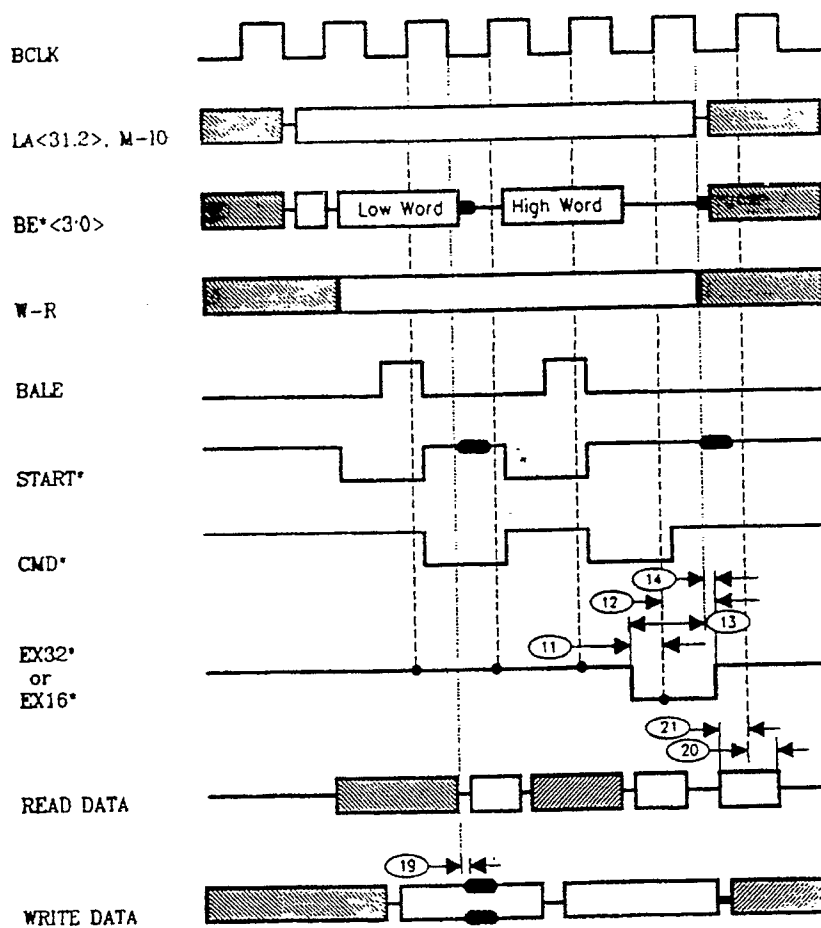 BCLK
LA<31.2>, M-10
BE*<3·0>
Low Word
High Word
W-R
BALE
START*
CMD*
14
12
13
11
EX32*
or
EX16*
21
20
READ DATA
19
WRITE DATA